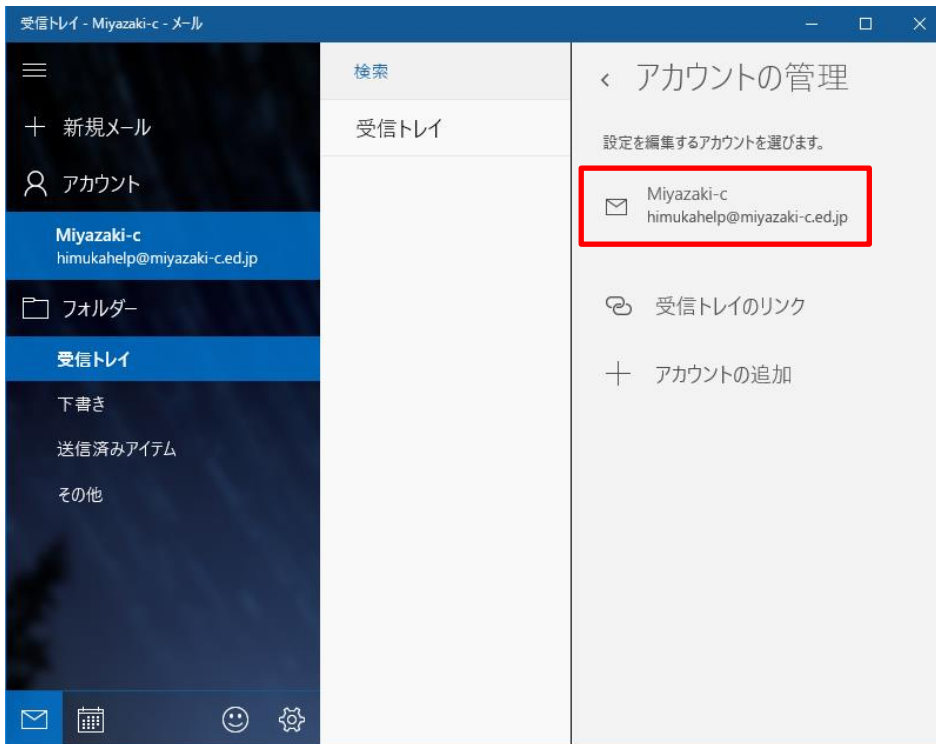 受信トレイ - Miyazaki-c - メール
新規メール
アカウント
Miyazaki-c
himukahelp@miyazaki-c.ed.jp
フォルダー
受信トレイ
下書き
送信済みアイテム
その他
検索
受信トレイ
アカウントの管理
設定を編集するアカウントを選びます。
Miyazaki-c
himukahelp@miyazaki-c.ed.jp
受信トレイのリンク
アカウントの追加